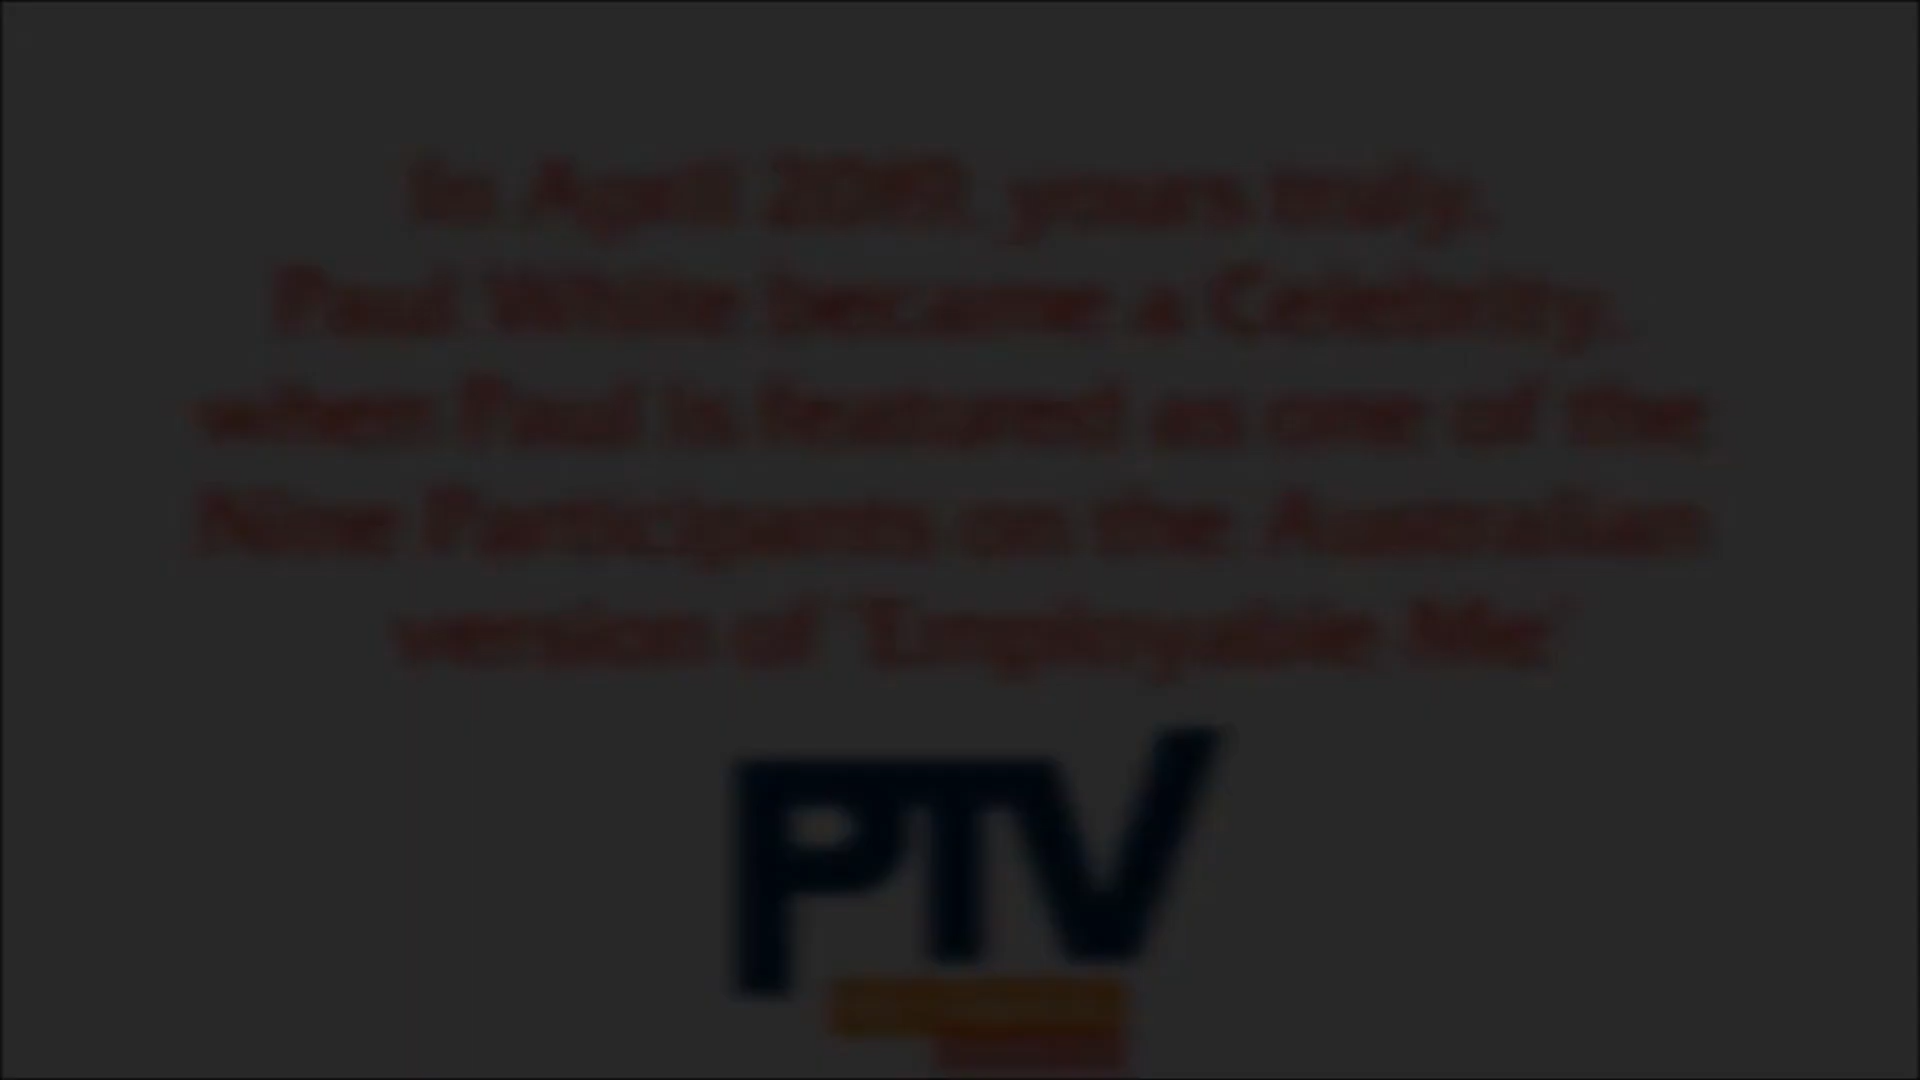 In April 2019, yours truly,
Paul White became a Celebrity,
when Paul is featured as one of the
Nine Participants on the Australian
version of 'Employable Me'
PTV